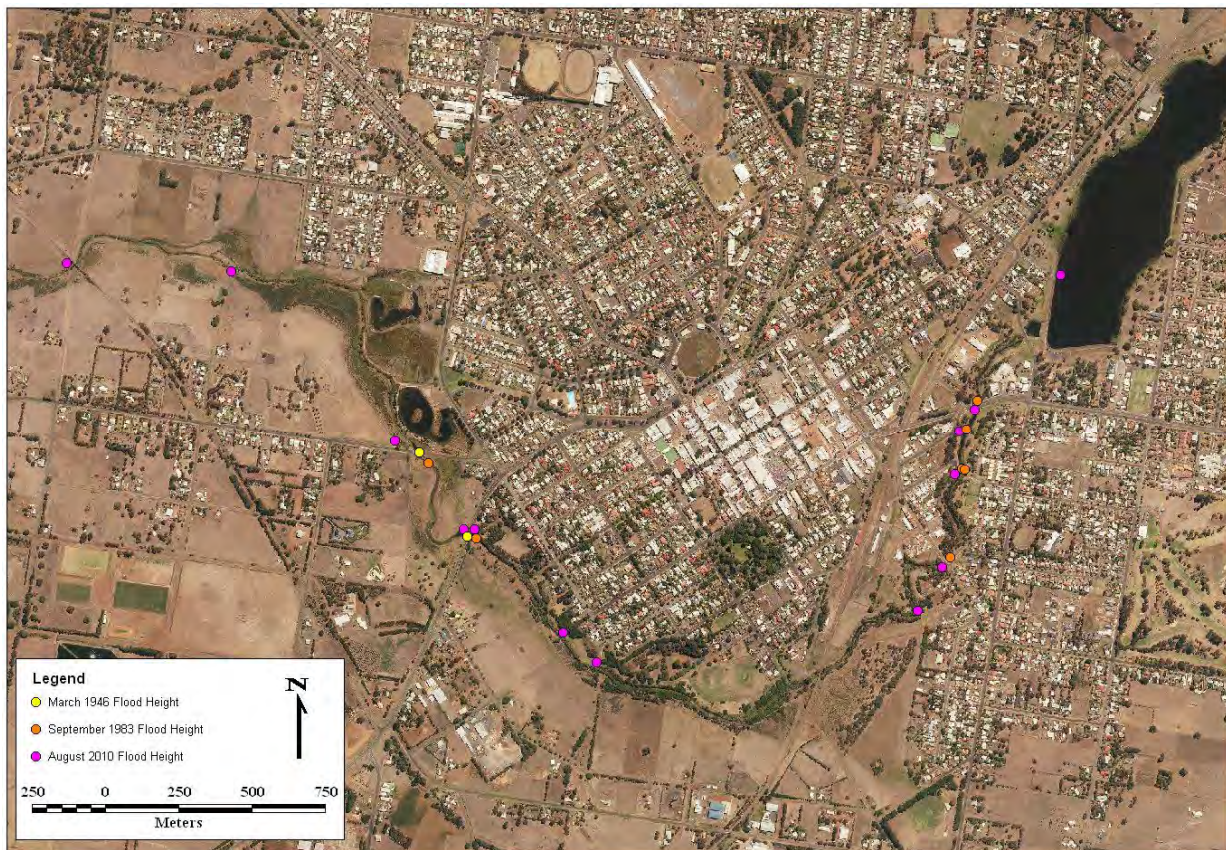 Legend
N
March 1946 Flood Height
September 1983 Flood Height
August 2010 Flood Height
250 0 250 500 750
Meters